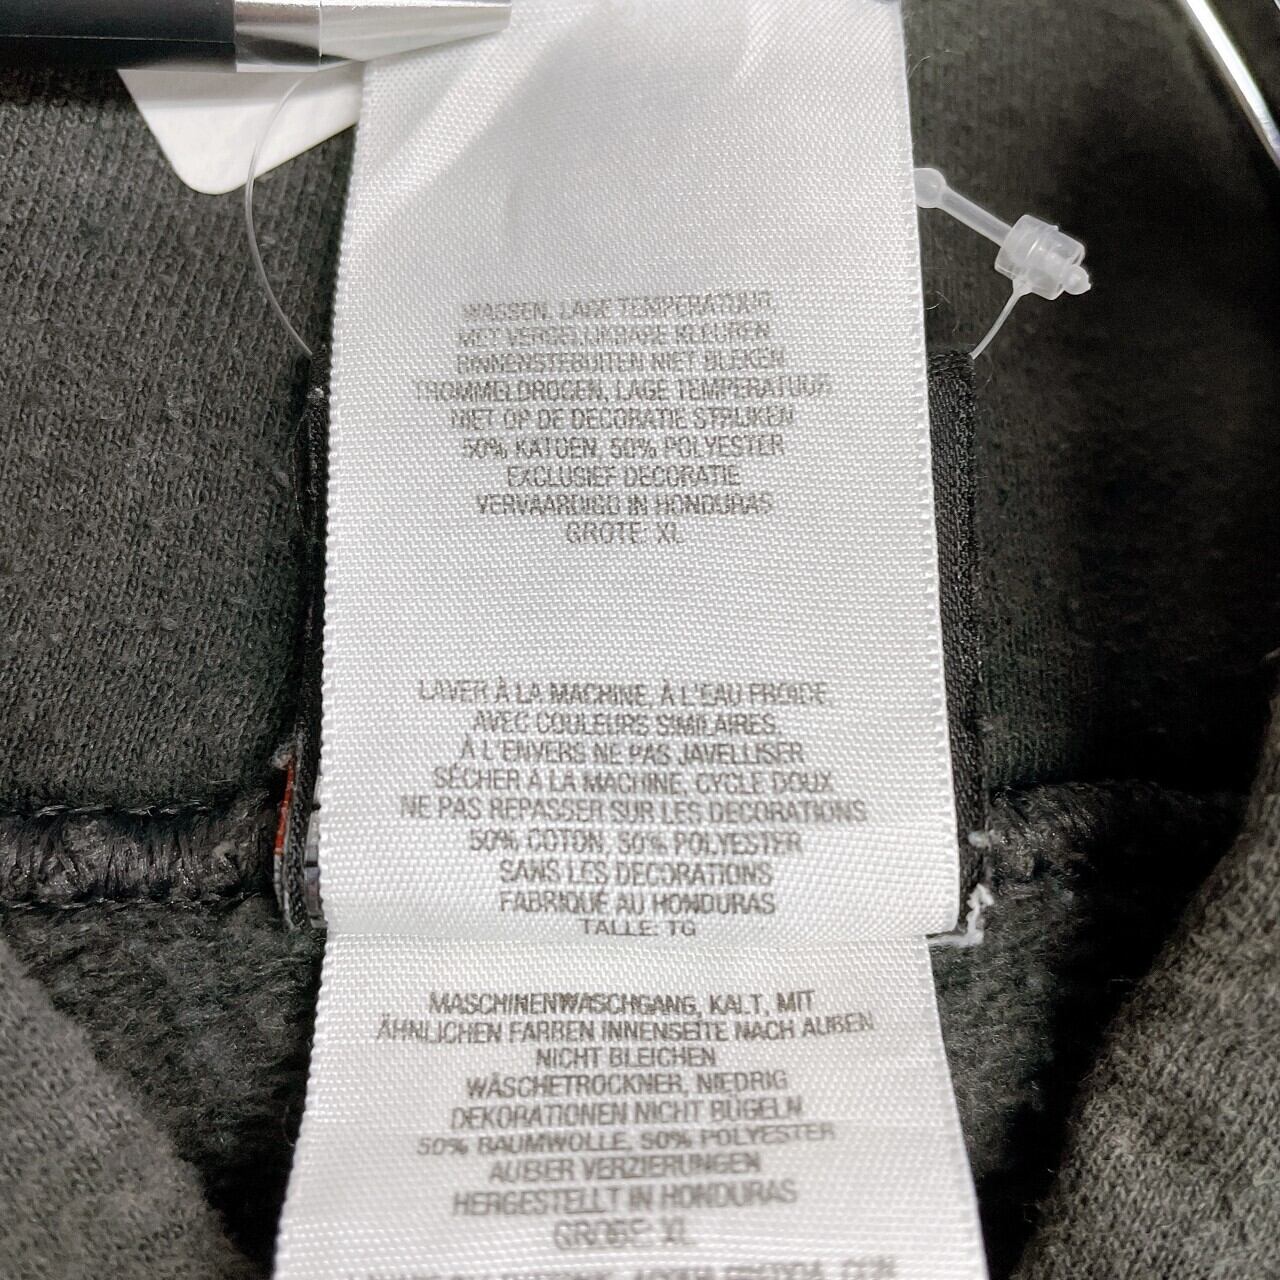 WASSEN, LAGE TEMPERATUUR,
MET VERGELIJKBARE KLEUREN
BINNENSTEBUITEN NIET BLEKEN
TROMMELDROGEN, LAGE TEMPERATUUR
NIET OP DE DECORATIE STRIJKEN
50% KATOEN, 50% POLYESTER
EXCLUSIEF DECORATIE
VERVAARDIGD IN HONDURAS
GROTE: XL
LAVER À LA MACHINE, À L'EAU FROIDE,
AVEC COULEURS SIMILAIRES,
À L'ENVERS NE PAS JAVELLISER
SÉCHER À LA MACHINE, CYCLE DOUX
NE PAS REPASSER SUR LES DECORATIONS
50% COTON, 50% POLYESTER
SANS LES DECORATIONS
FABRIQUÉ AU HONDURAS
TALLE: TG
MASCHINENWASCHGANG, KALT, MIT
ÄHNLICHEN FARBEN INNENSEITE NACH AUßEN
NICHT BLEICHEN
WÄSCHETROCKNER, NIEDRIG
DEKORATIONEN NICHT BÜGELN
50% BAUMWOLLE, 50% POLYESTER
AUßER VERZIERUNGEN
HERGESTELLT IN HONDURAS
GRÖßE: XL